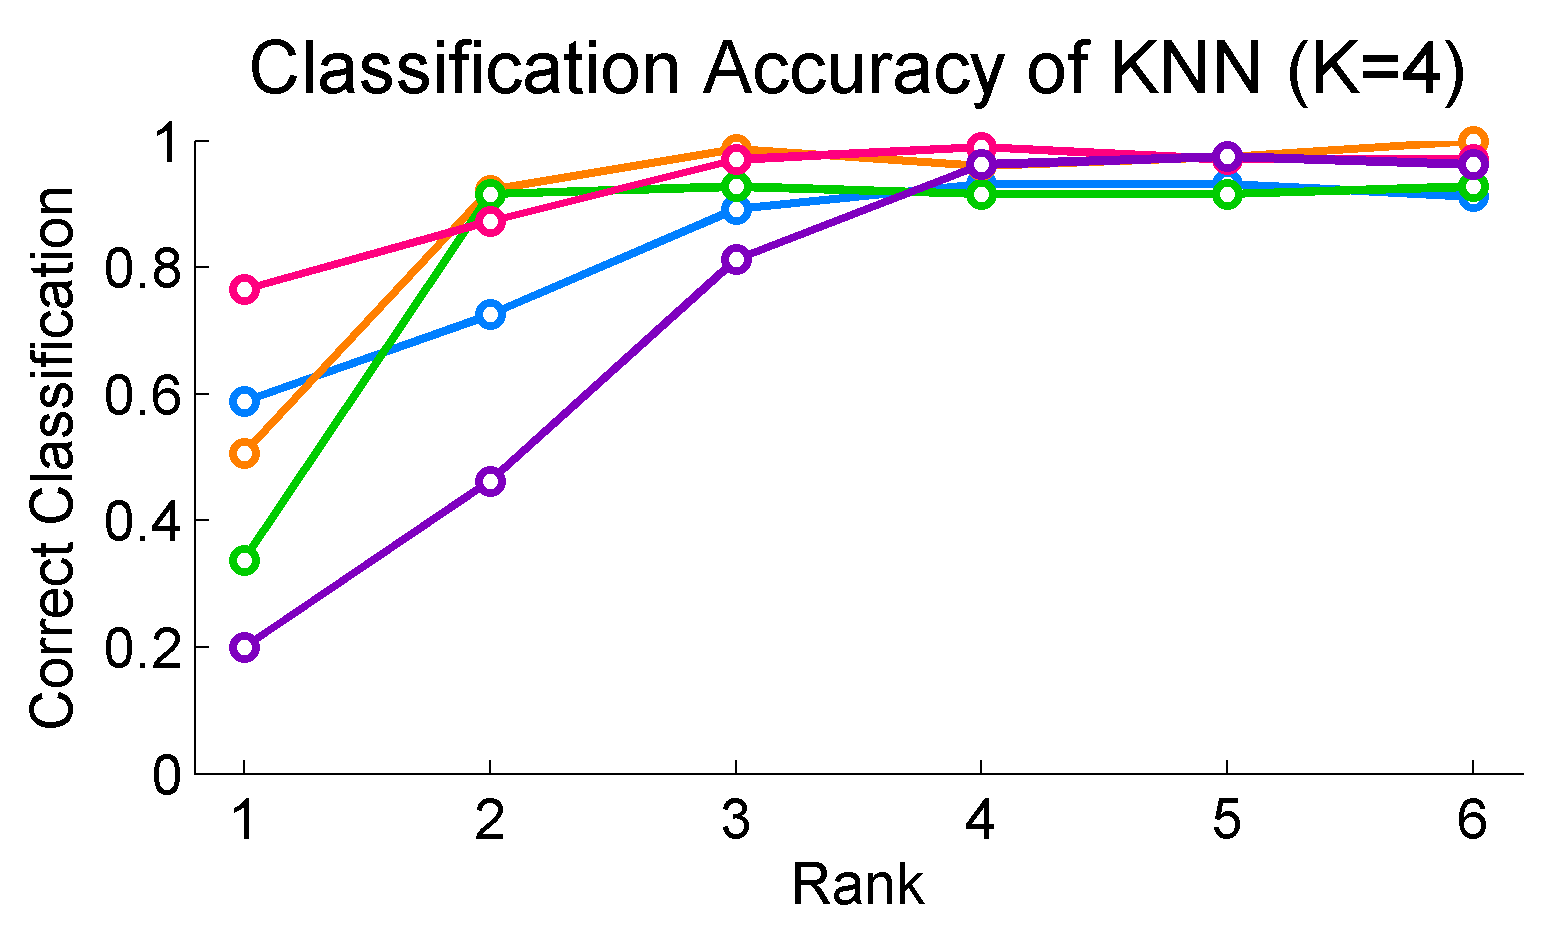 Classification Accuracy of KNN (K=4)
Correct Classification
1
0.8
0.6
0.4
0.2
0
1 2 3 4 5 6
Rank